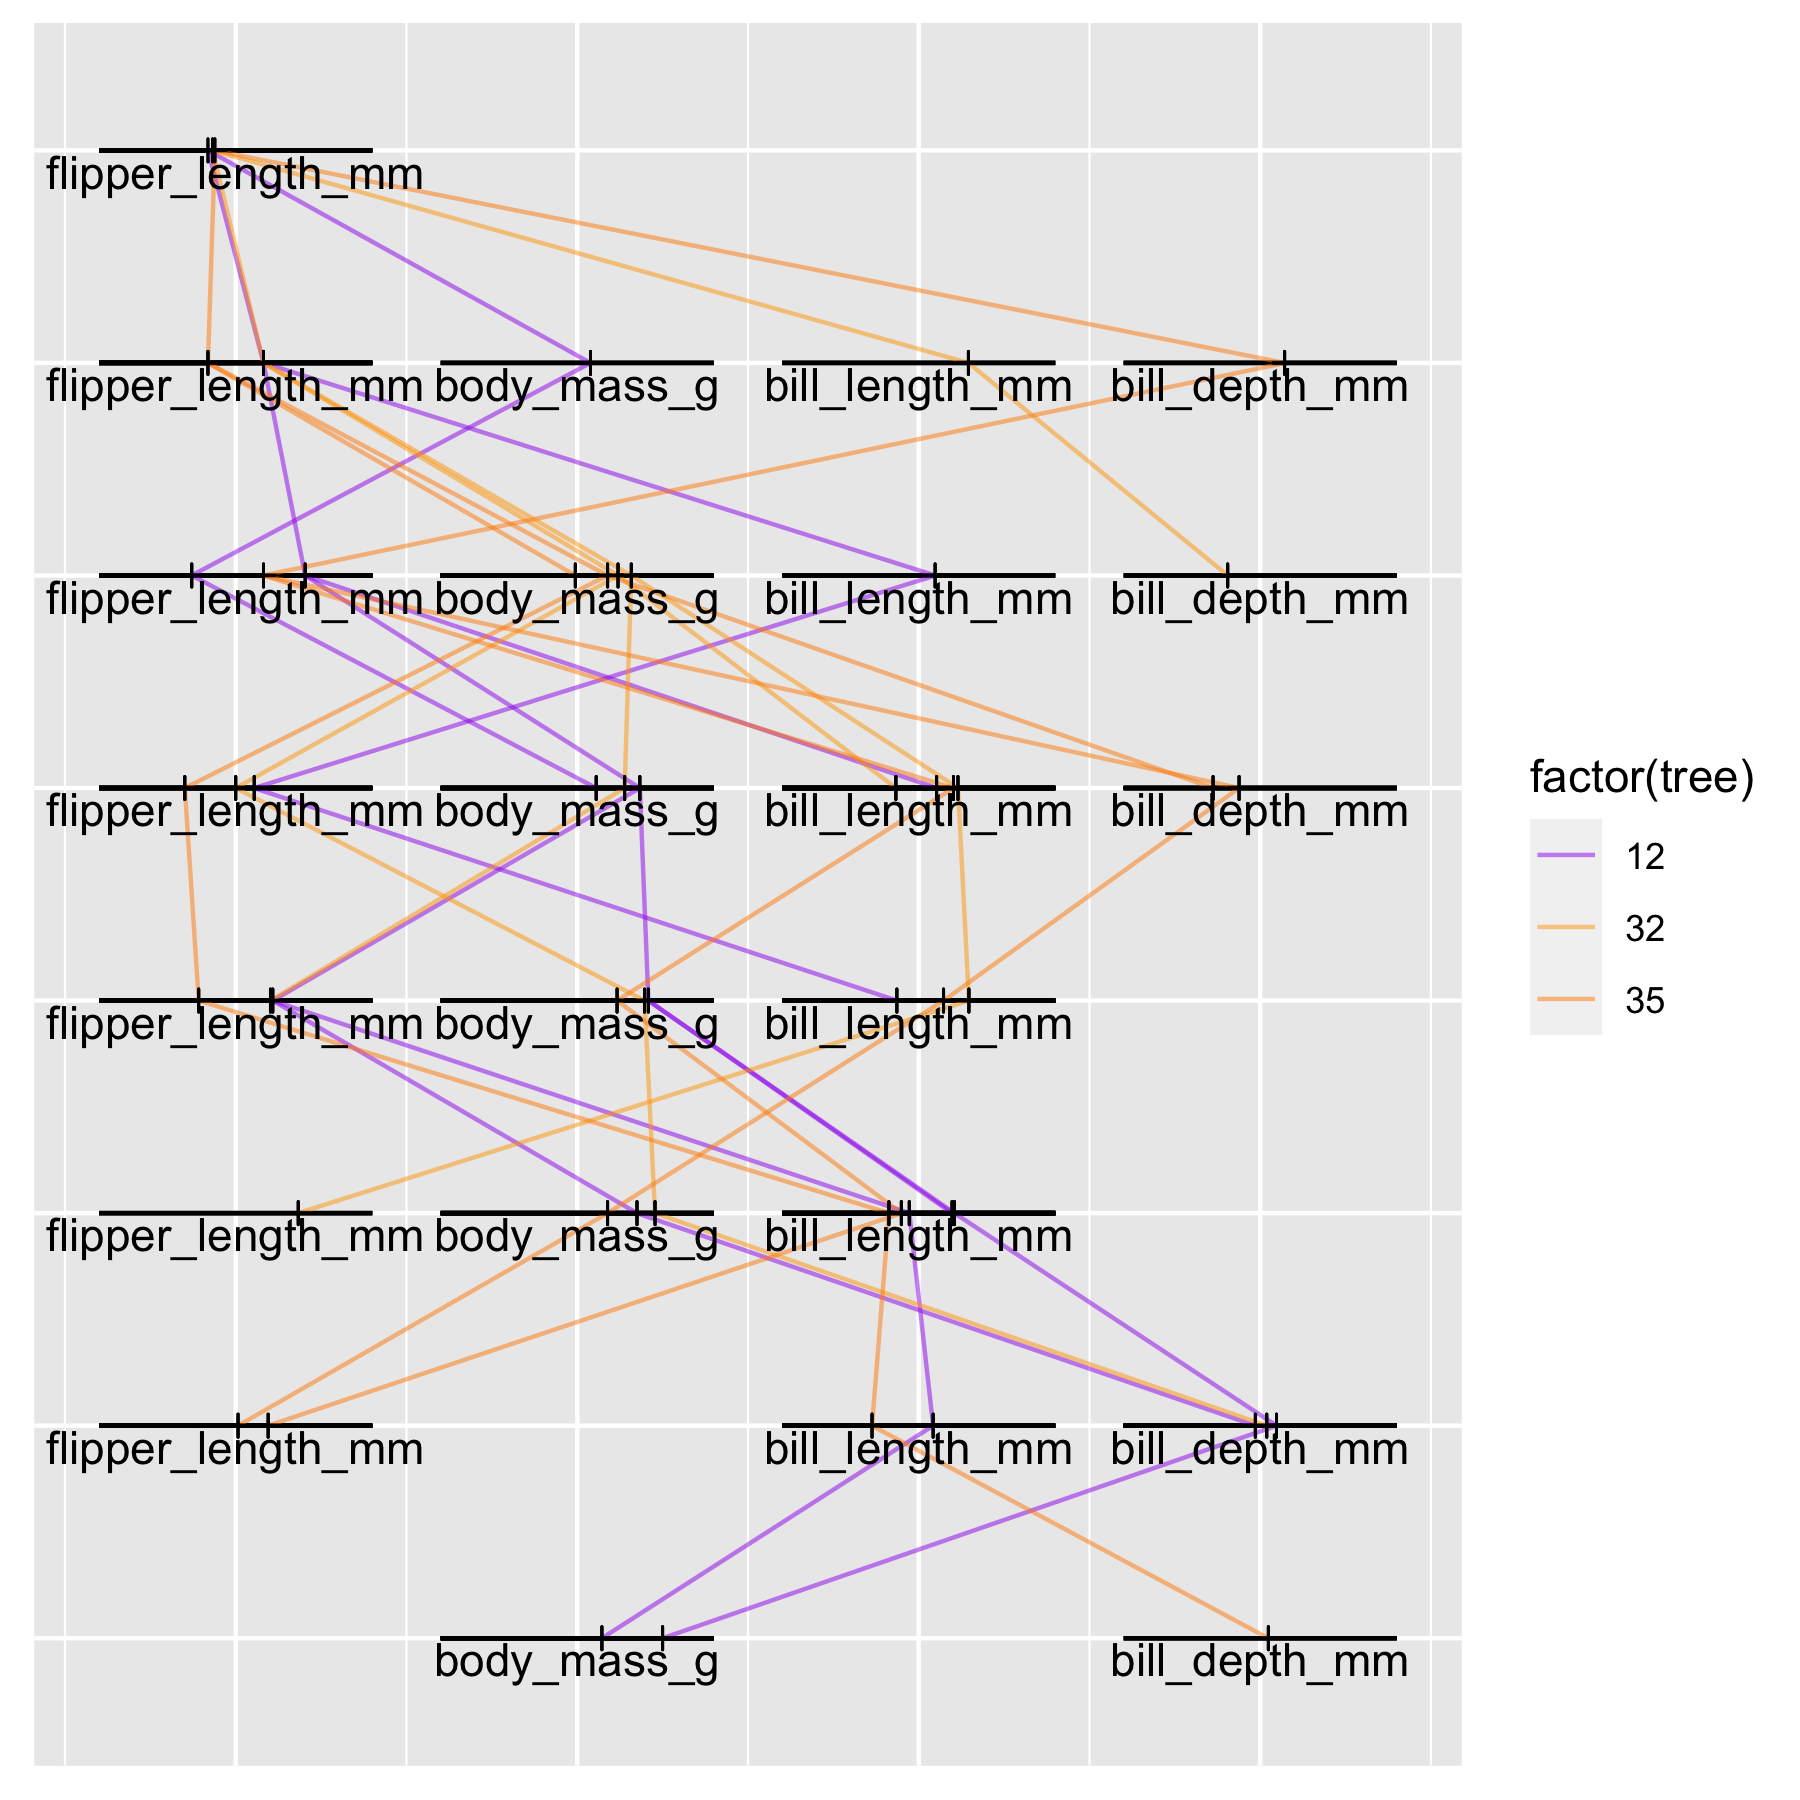 flipper_length_mm
flipper_length_mm body_mass_g bill_length_mm bill_depth_mm
flipper_length_mm body_mass_g bill_length_mm bill_depth_mm
flipper_length_mm body_mass_g bill_length_mm bill_depth_mm
flipper_length_mm body_mass_g bill_length_mm
flipper_length_mm body_mass_g bill_length_mm
flipper_length_mm bill_length_mm bill_depth_mm
body_mass_g bill_depth_mm
factor(tree)
12
32
35